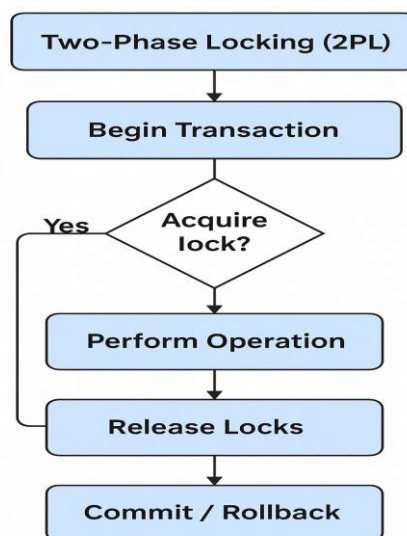 Two-Phase Locking (2PL)
Begin Transaction
Yes
Acquire
lock?
Perform Operation
Release Locks
Commit / Rollback